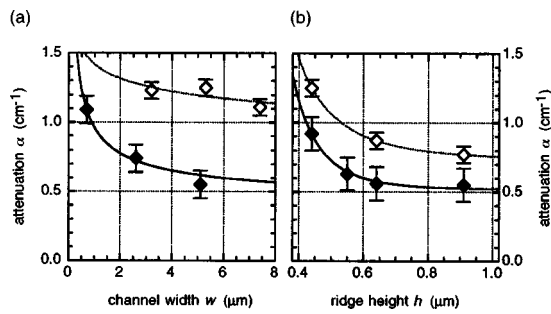 (a) (b)
1.5 1.5
1.0 1.0
0.5 0.5
0.0 0.0
attenuation α (cm⁻¹)
attenuation α (cm⁻¹)
0 2 4 6 8 0.4 0.6 0.8 1.0
channel width w (μm) ridge height h (μm)